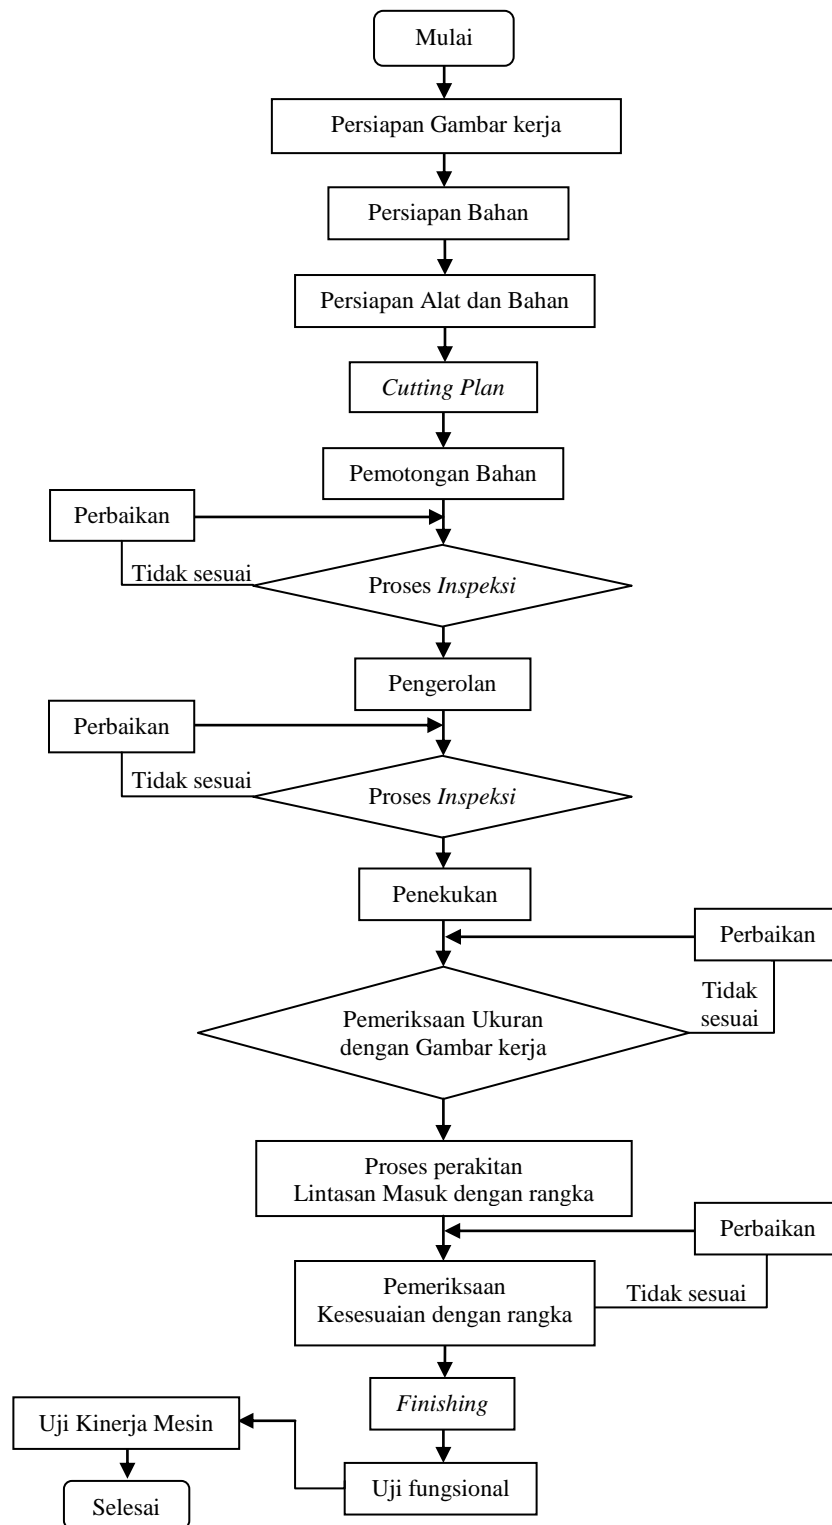 Mulai
Persiapan Gambar kerja
Persiapan Bahan
Persiapan Alat dan Bahan
Cutting Plan
Pemotongan Bahan
Perbaikan
Tidak sesuai
Proses Inspeksi
Pengerolan
Perbaikan
Tidak sesuai
Proses Inspeksi
Penekukan
Perbaikan
Tidak
sesuai
Pemeriksaan Ukuran
dengan Gambar kerja
Proses perakitan
Lintasan Masuk dengan rangka
Perbaikan
Pemeriksaan
Kesesuaian dengan rangka
Tidak sesuai
Finishing
Uji Kinerja Mesin
Uji fungsional
Selesai